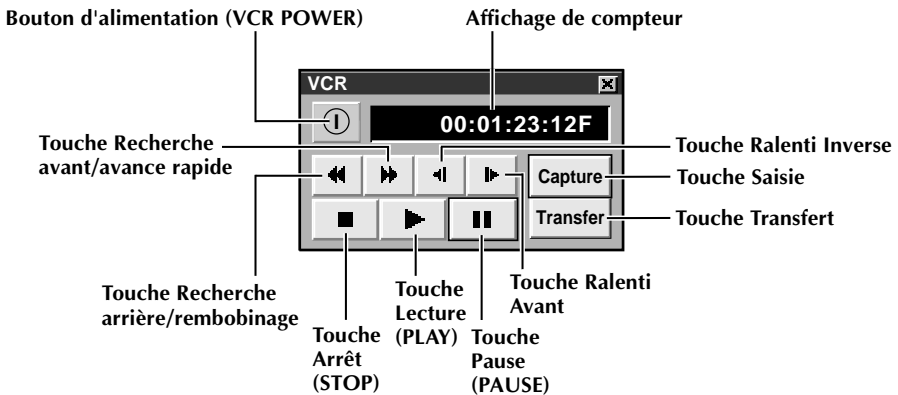 Bouton d'alimentation (VCR POWER)
Affichage de compteur
VCR
00:01:23:12F
Touche Recherche
avant/avance rapide
Touche Ralenti Inverse
Capture
Touche Saisie
Transfer
Touche Transfert
Touche Recherche
arrière/rembobinage
Touche
Arrêt
(STOP)
Touche
Lecture
(PLAY)
Touche
Pause
(PAUSE)
Touche Ralenti
Avant